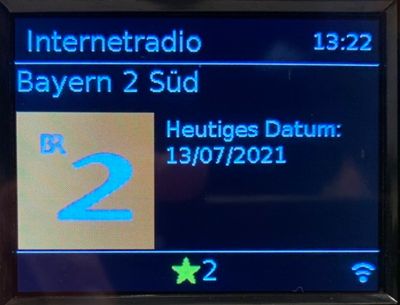 Internetradio 13:22
Bayern 2 Süd
BR
2
Heutiges Datum:
13/07/2021
2